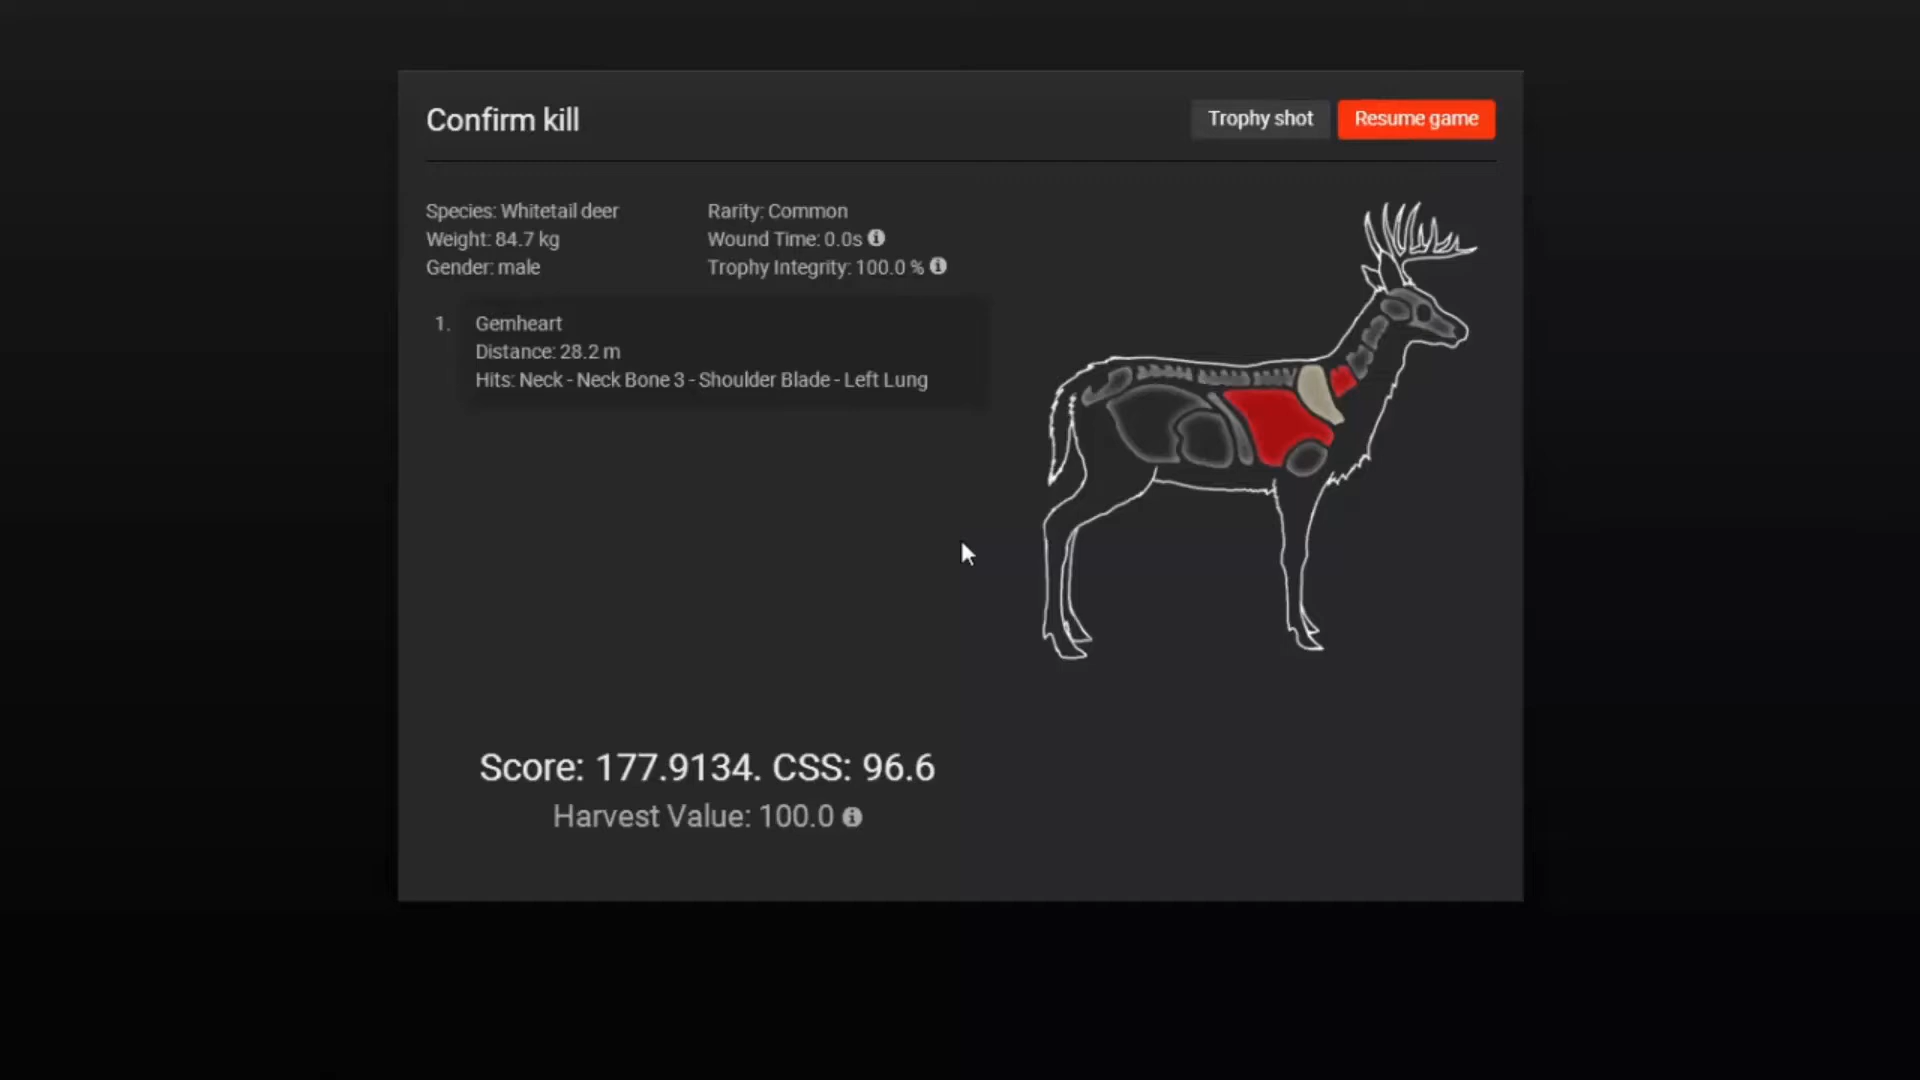 Confirm kill
Trophy shot
Resume game
Species: Whitetail deer
Weight: 84.7 kg
Gender: male
Rarity: Common
Wound Time: 0.0s
Trophy Integrity: 100.0 %
1.
Gemheart
Distance: 28.2 m
Hits: Neck - Neck Bone 3 - Shoulder Blade - Left Lung
Score: 177.9134. CSS: 96.6
Harvest Value: 100.0